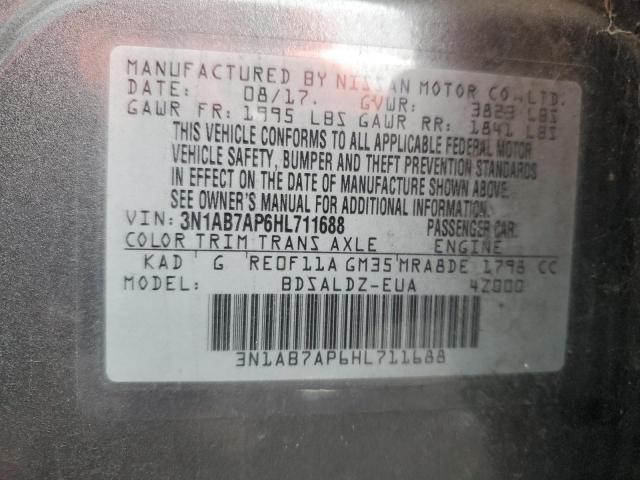 MANUFACTURED BY NISSAN MOTOR CO.,LTD.
DATE: 08/17. GVWR: 3829 LBS
GAWR FR: 1995 LBS GAWR RR: 1841 LBS
THIS VEHICLE CONFORMS TO ALL APPLICABLE FEDERAL MOTOR
VEHICLE SAFETY, BUMPER AND THEFT PREVENTION STANDARDS
IN EFFECT ON THE DATE OF MANUFACTURE SHOWN ABOVE.
SEE OWNER'S MANUAL FOR ADDITIONAL INFORMATION.
VIN: 3N1AB7AP6HL711688 PASSENGER CAR
COLOR TRIM TRANS AXLE ENGINE
KAD G RE0F11A GM35 MRA8DE 1798 CC
MODEL: BDSALDZ-EUA 4Z000
3N1AB7AP6HL711688